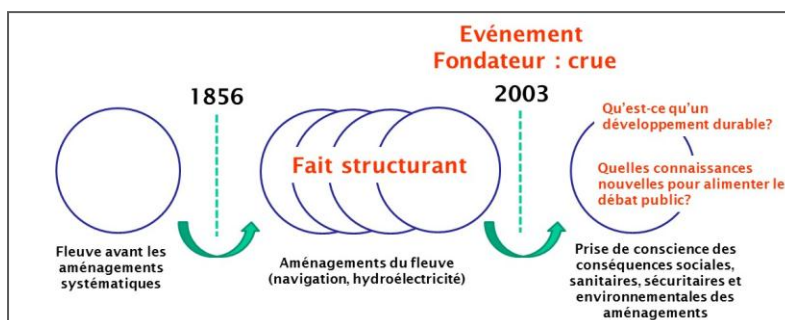 Evénement
Fondateur : crue
1856
2003
Qu'est-ce qu'un
développement durable?
Fait structurant
Quelles connaissances
nouvelles pour alimenter le
débat public?
Fleuve avant les
aménagements
systématiques
Aménagements du fleuve
(navigation, hydroélectricité)
Prise de conscience des
conséquences sociales,
sanitaires, sécuritaires et
environnementales des
aménagements